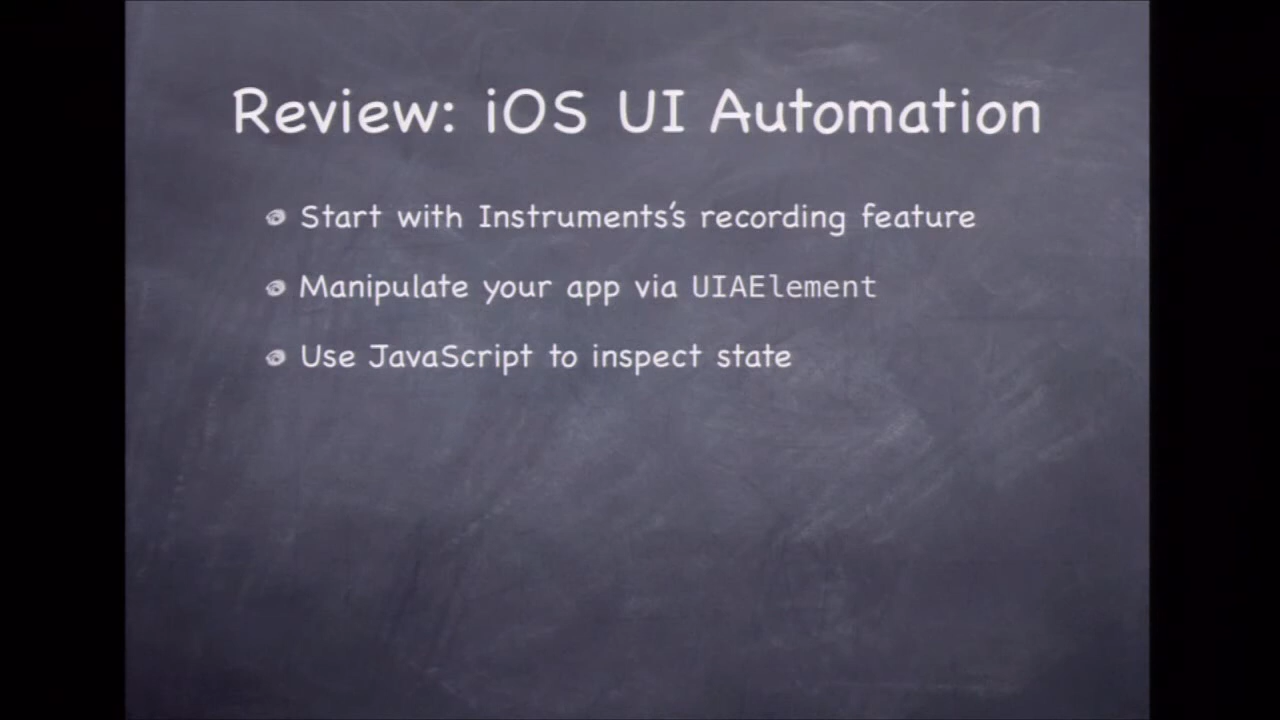 Review: iOS UI Automation
Start with Instruments's recording feature
Manipulate your app via UIAElement
Use JavaScript to inspect state